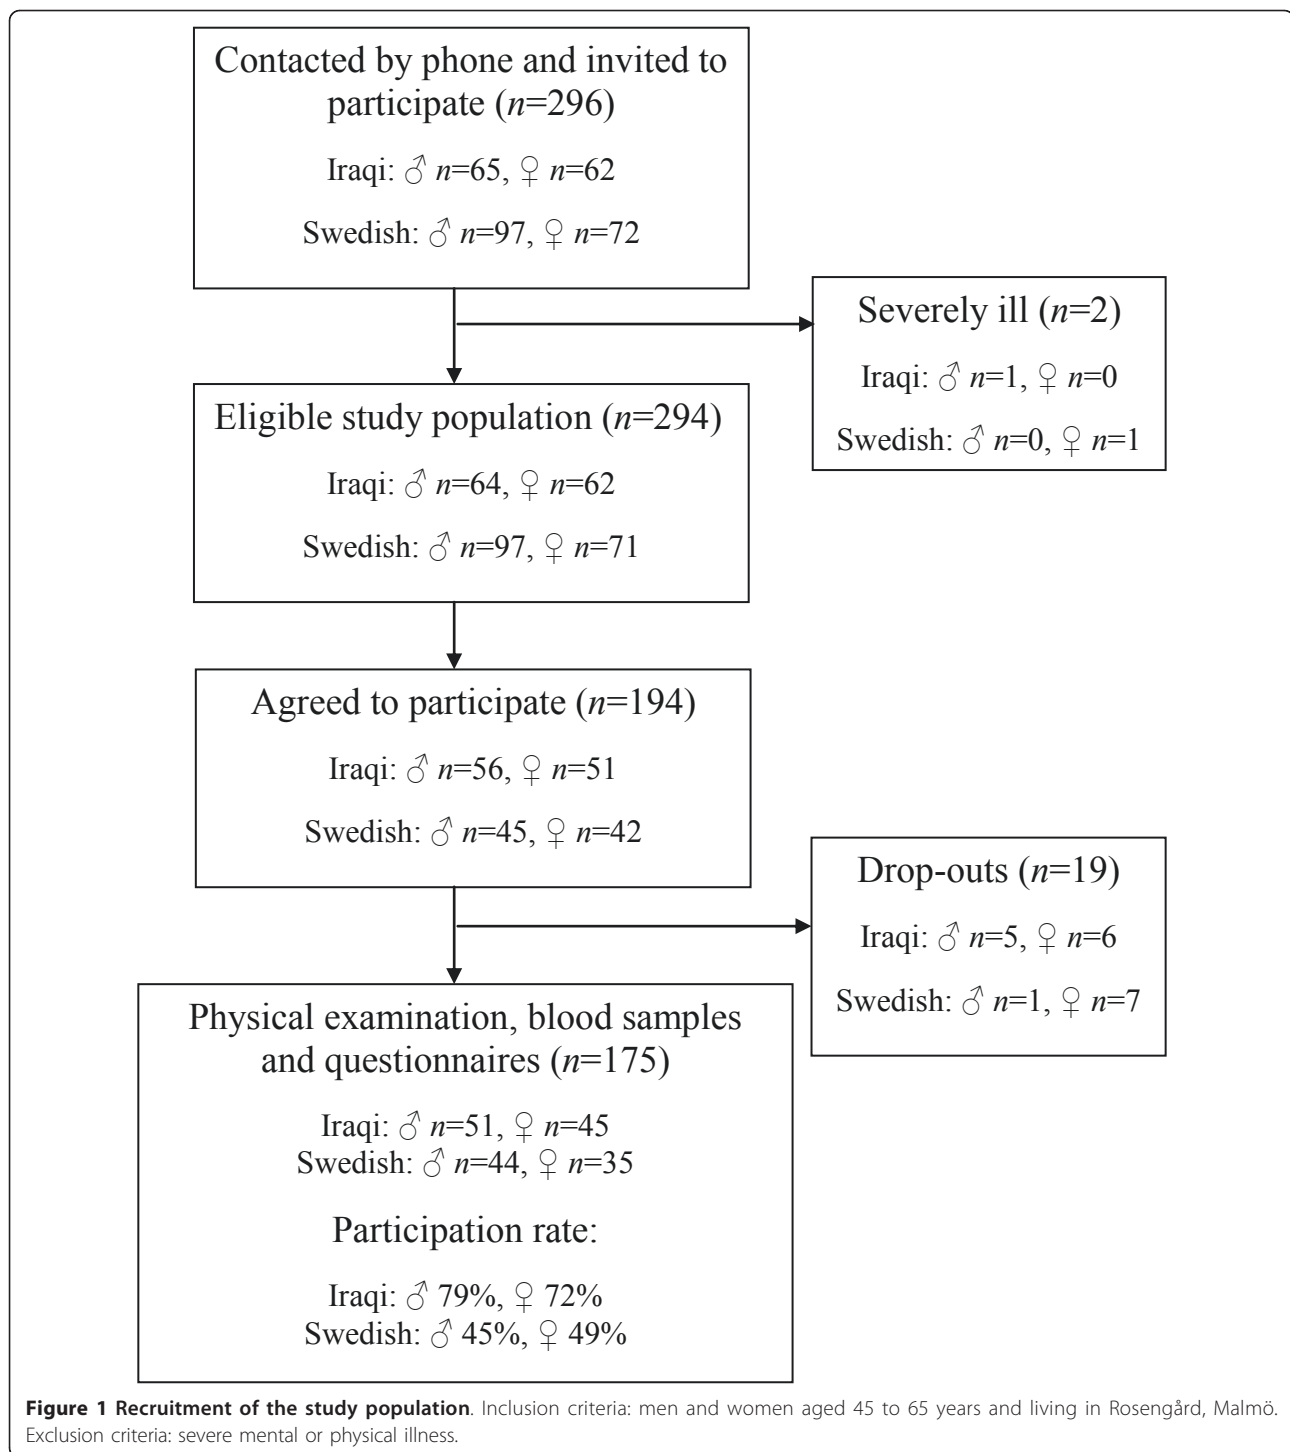 Contacted by phone and invited to
participate (n=296)
Iraqi: ♂ n=65, ♀ n=62
Swedish: ♂ n=97, ♀ n=72
Severely ill (n=2)
Iraqi: ♂ n=1, ♀ n=0
Swedish: ♂ n=0, ♀ n=1
Eligible study population (n=294)
Iraqi: ♂ n=64, ♀ n=62
Swedish: ♂ n=97, ♀ n=71
Agreed to participate (n=194)
Iraqi: ♂ n=56, ♀ n=51
Swedish: ♂ n=45, ♀ n=42
Drop-outs (n=19)
Iraqi: ♂ n=5, ♀ n=6
Swedish: ♂ n=1, ♀ n=7
Physical examination, blood samples
and questionnaires (n=175)
Iraqi: ♂ n=51, ♀ n=45
Swedish: ♂ n=44, ♀ n=35
Participation rate:
Iraqi: ♂ 79%, ♀ 72%
Swedish: ♂ 45%, ♀ 49%
Figure 1 Recruitment of the study population. Inclusion criteria: men and women aged 45 to 65 years and living in Rosengård, Malmö.
Exclusion criteria: severe mental or physical illness.